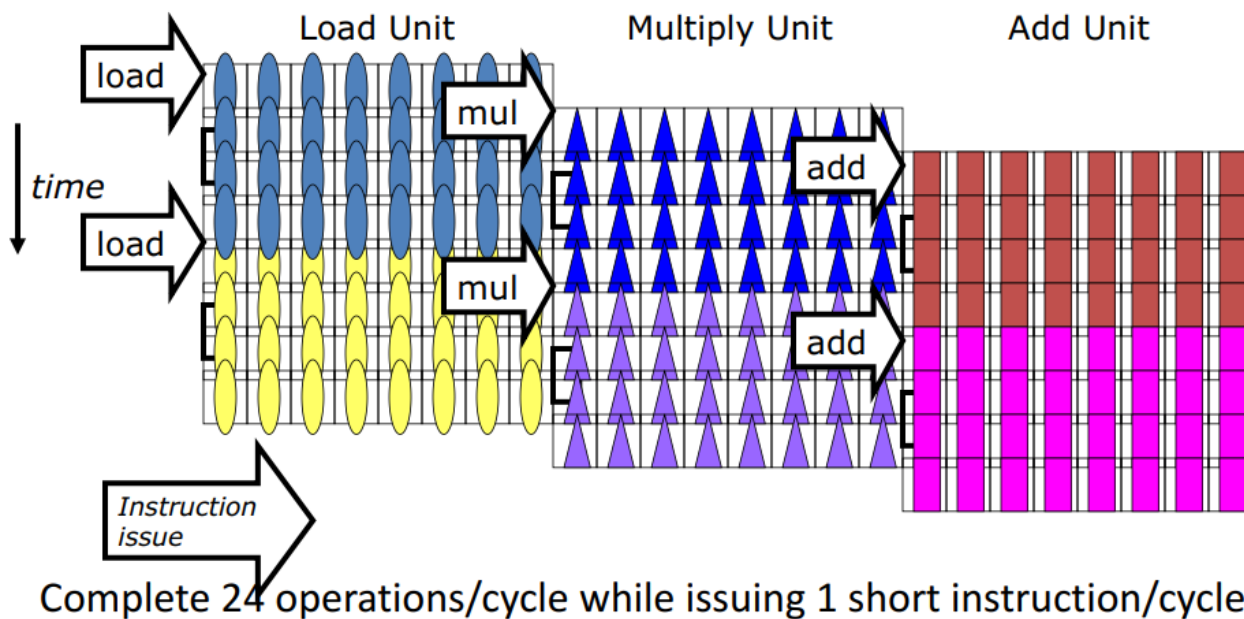 Load Unit
Multiply Unit
Add Unit
load
mul
add
time
load
mul
add
Instruction
issue
Complete 24 operations/cycle while issuing 1 short instruction/cycle